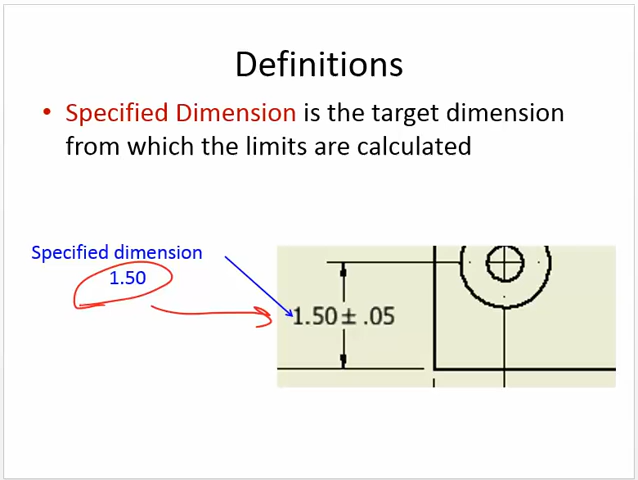 Definitions
• Specified Dimension is the target dimension
from which the limits are calculated
Specified dimension
1.50
1.50 ± .05